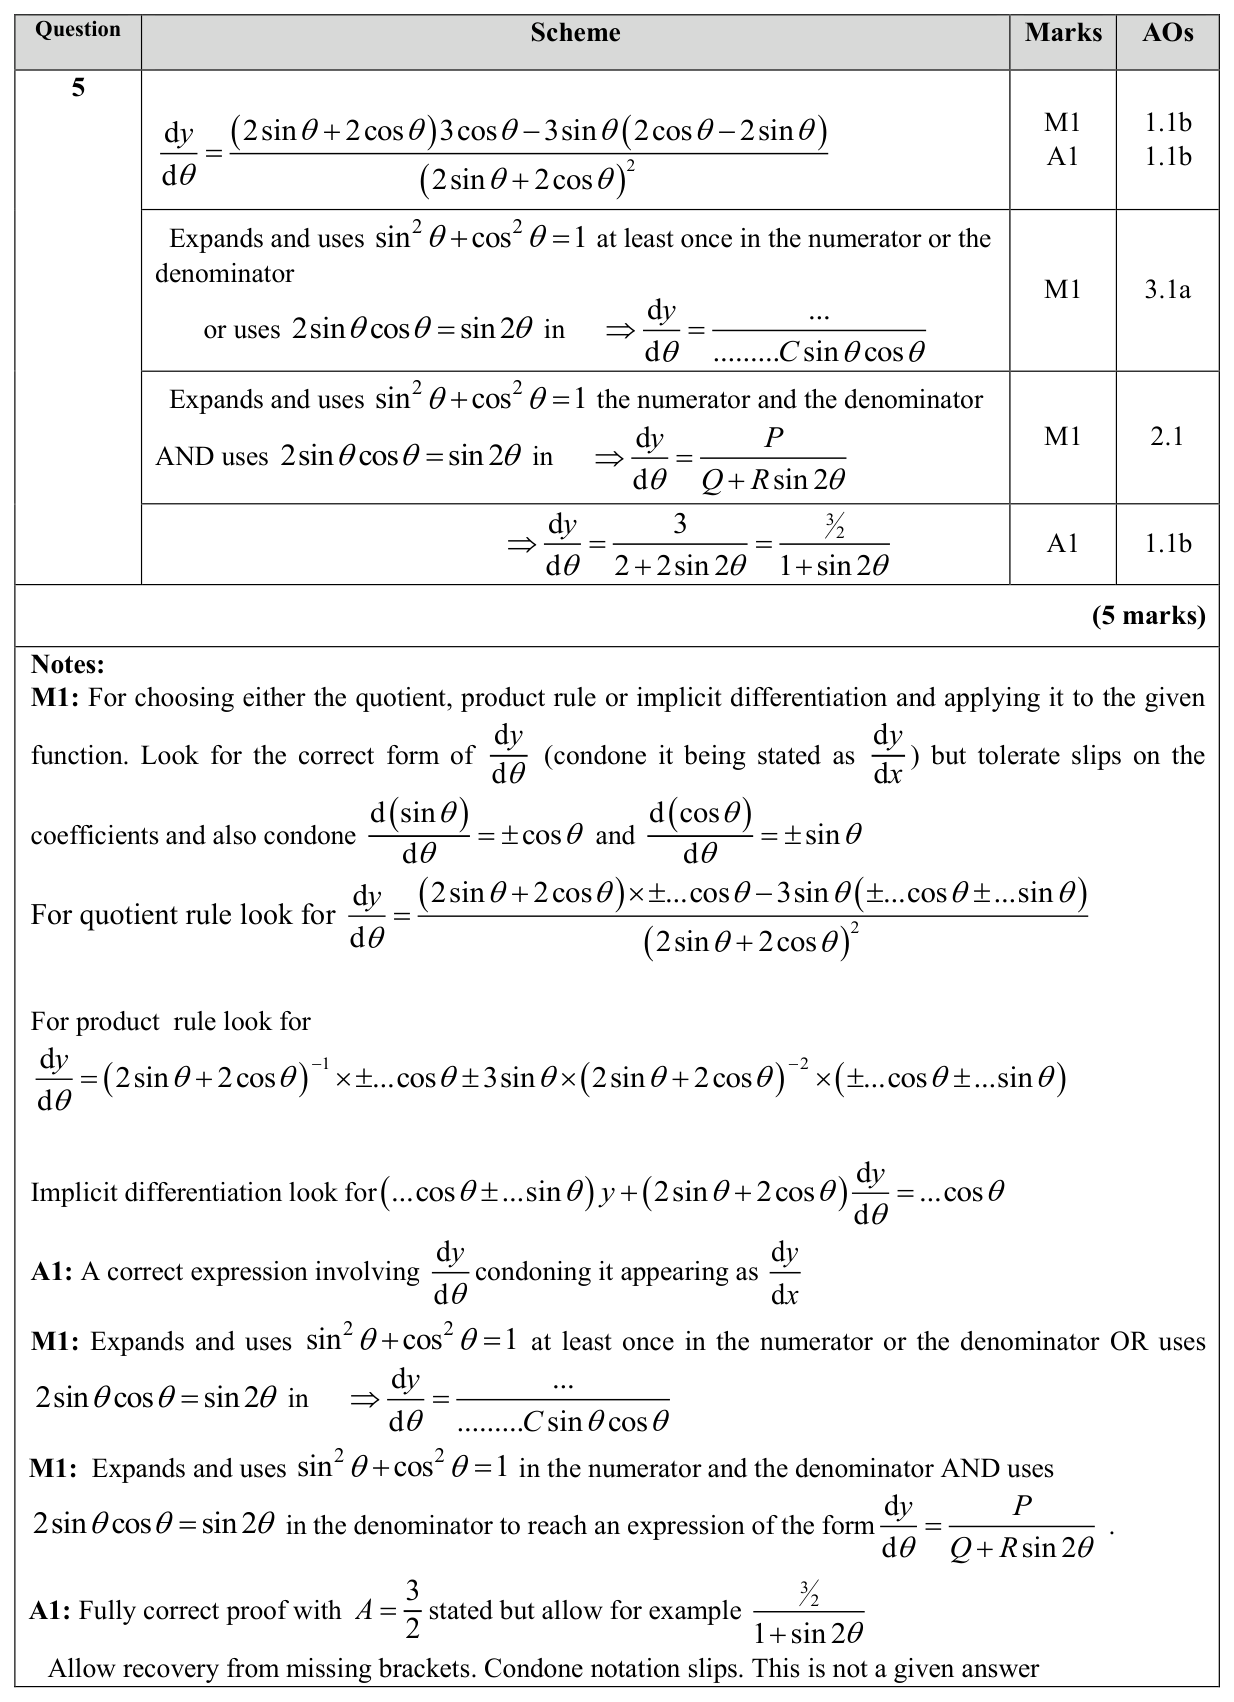 Question Scheme Marks AOs
5
dy/dθ = ((2sinθ + 2cosθ)3cosθ − 3sinθ(2cosθ − 2sinθ))/(2sinθ + 2cosθ)² M1 1.1b
A1 1.1b
Expands and uses sin²θ + cos²θ = 1 at least once in the numerator or the
denominator
M1 3.1a
or uses 2sinθcosθ = sin2θ in ⇒ dy/dθ = .../(.........C sinθcosθ)
Expands and uses sin²θ + cos²θ = 1 the numerator and the denominator
AND uses 2sinθcosθ = sin2θ in ⇒ dy/dθ = P/(Q + R sin2θ) M1 2.1
⇒ dy/dθ = 3/(2 + 2sin2θ) = (3/2)/(1 + sin2θ) A1 1.1b
(5 marks)
Notes:
M1: For choosing either the quotient, product rule or implicit differentiation and applying it to the given
function. Look for the correct form of dy/dθ (condone it being stated as dy/dx) but tolerate slips on the
coefficients and also condone d(sinθ)/dθ = ±cosθ and d(cosθ)/dθ = ±sinθ
For quotient rule look for dy/dθ = ((2sinθ + 2cosθ)×±...cosθ − 3sinθ(±...cosθ ±...sinθ))/(2sinθ + 2cosθ)²
For product rule look for
dy/dθ = (2sinθ + 2cosθ)⁻¹ × ±...cosθ ± 3sinθ × (2sinθ + 2cosθ)⁻² × (±...cosθ ±...sinθ)
Implicit differentiation look for (...cosθ ±...sinθ) y + (2sinθ + 2cosθ) dy/dθ = ...cosθ
A1: A correct expression involving dy/dθ condoning it appearing as dy/dx
M1: Expands and uses sin²θ + cos²θ = 1 at least once in the numerator or the denominator OR uses
2sinθcosθ = sin2θ in ⇒ dy/dθ = .../(.........C sinθcosθ)
M1: Expands and uses sin²θ + cos²θ = 1 in the numerator and the denominator AND uses
2sinθcosθ = sin2θ in the denominator to reach an expression of the form dy/dθ = P/(Q + R sin2θ) .
A1: Fully correct proof with A = 3/2 stated but allow for example (3/2)/(1 + sin2θ)
Allow recovery from missing brackets. Condone notation slips. This is not a given answer